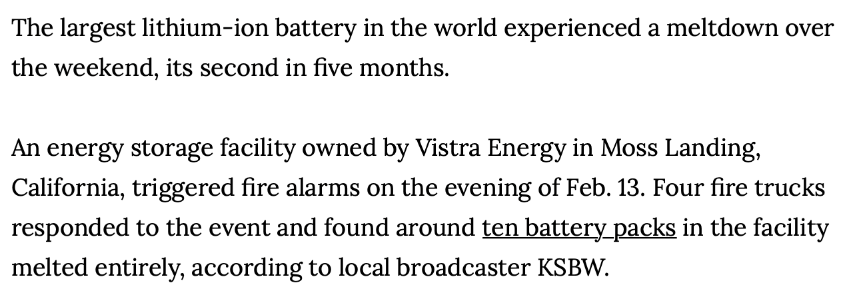 The largest lithium-ion battery in the world experienced a meltdown over
the weekend, its second in five months.
An energy storage facility owned by Vistra Energy in Moss Landing,
California, triggered fire alarms on the evening of Feb. 13. Four fire trucks
responded to the event and found around ten battery packs in the facility
melted entirely, according to local broadcaster KSBW.